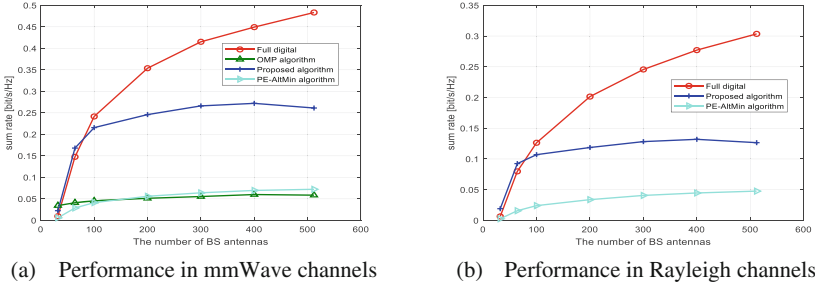 0.5
0.45
0.4
0.35
0.3
0.25
0.2
0.15
0.1
0.05
0
sum rate [bit/s/Hz]
Full digital
OMP algorithm
Proposed algorithm
PE-AltMin algorithm
0 100 200 300 400 500 600
The number of BS antennas
(a) Performance in mmWave channels
0.35
0.3
0.25
0.2
0.15
0.1
0.05
0
sum rate [bit/s/Hz]
Full digital
Proposed algorithm
PE-AltMin algorithm
0 100 200 300 400 500 600
The number of BS antennas
(b) Performance in Rayleigh channels